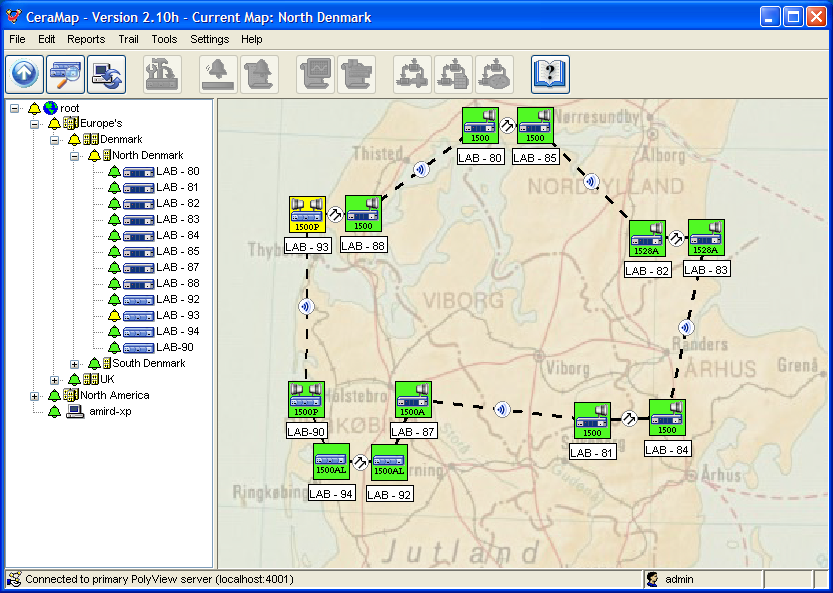 CeraMap - Version 2.10h - Current Map: North Denmark
File Edit Reports Trail Tools Settings Help
root
Europe's
Denmark
North Denmark
LAB - 80
LAB - 81
LAB - 82
LAB - 83
LAB - 84
LAB - 85
LAB - 87
LAB - 88
LAB - 92
LAB - 93
LAB - 94
LAB-90
South Denmark
UK
North America
amird-xp
Nørresundby
1500 1500
LAB - 80 LAB - 85
Thisted
Ålborg
NORDJYLLAND
1500P 1500
LAB - 93 LAB - 88
1528A 1528A
LAB - 82 LAB - 83
VIBORG
Randers
Viborg
ÅRHUS
Grenå
Holstebro
1500P 1500A
LAB-90 LAB - 87
1500 1500
LAB - 81 LAB - 84
1500AL 1500AL
LAB - 94 LAB - 92
Århus
Gudenå
Ringkøbing
Jutland
Connected to primary PolyView server (localhost:4001)
admin